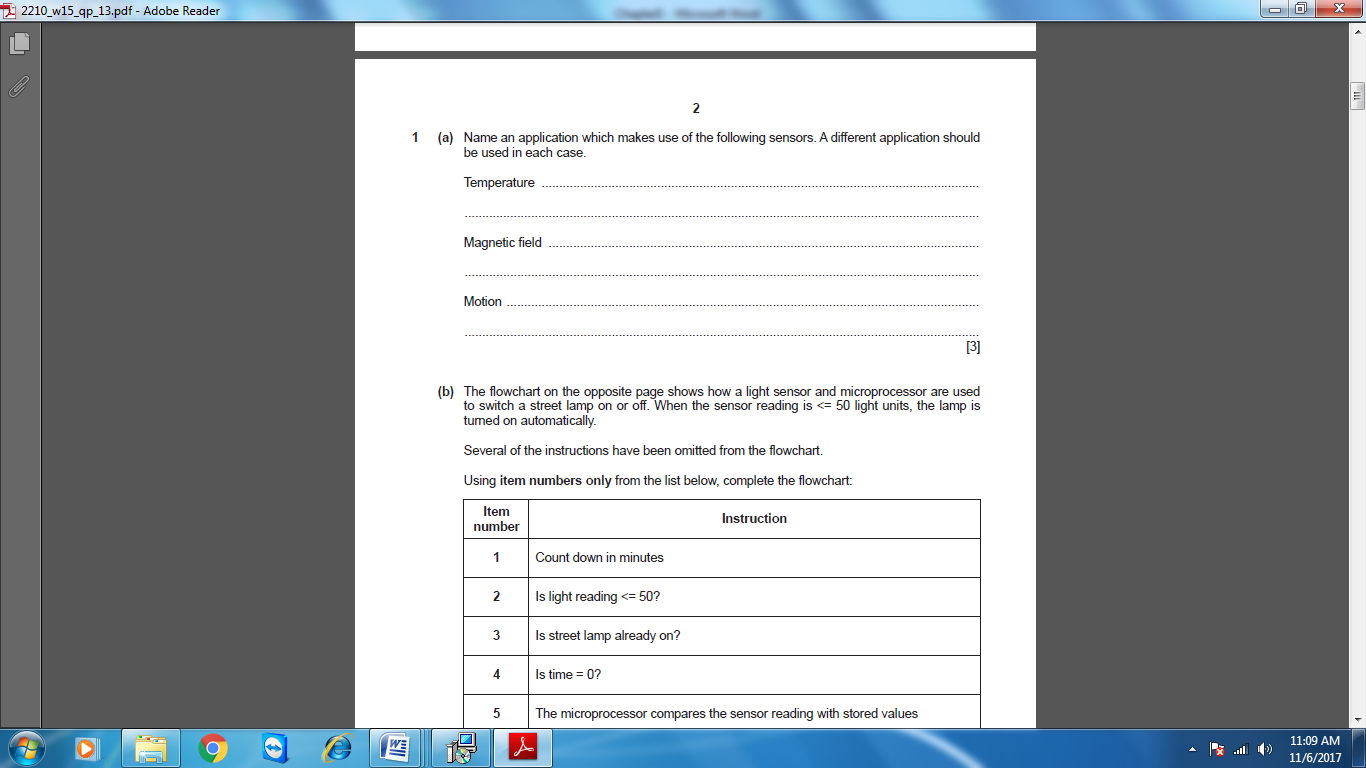 2210_w15_qp_13.pdf - Adobe Reader
2
1 (a) Name an application which makes use of the following sensors. A different application should
be used in each case.
Temperature ..............................................................................................................................
....................................................................................................................................................
Magnetic field ............................................................................................................................
....................................................................................................................................................
Motion ........................................................................................................................................
....................................................................................................................................................
[3]
(b) The flowchart on the opposite page shows how a light sensor and microprocessor are used
to switch a street lamp on or off. When the sensor reading is <= 50 light units, the lamp is
turned on automatically.
Several of the instructions have been omitted from the flowchart.
Using item numbers only from the list below, complete the flowchart:
Item
number
Instruction
1 Count down in minutes
2 Is light reading <= 50?
3 Is street lamp already on?
4 Is time = 0?
5 The microprocessor compares the sensor reading with stored values
11:09 AM
11/6/2017